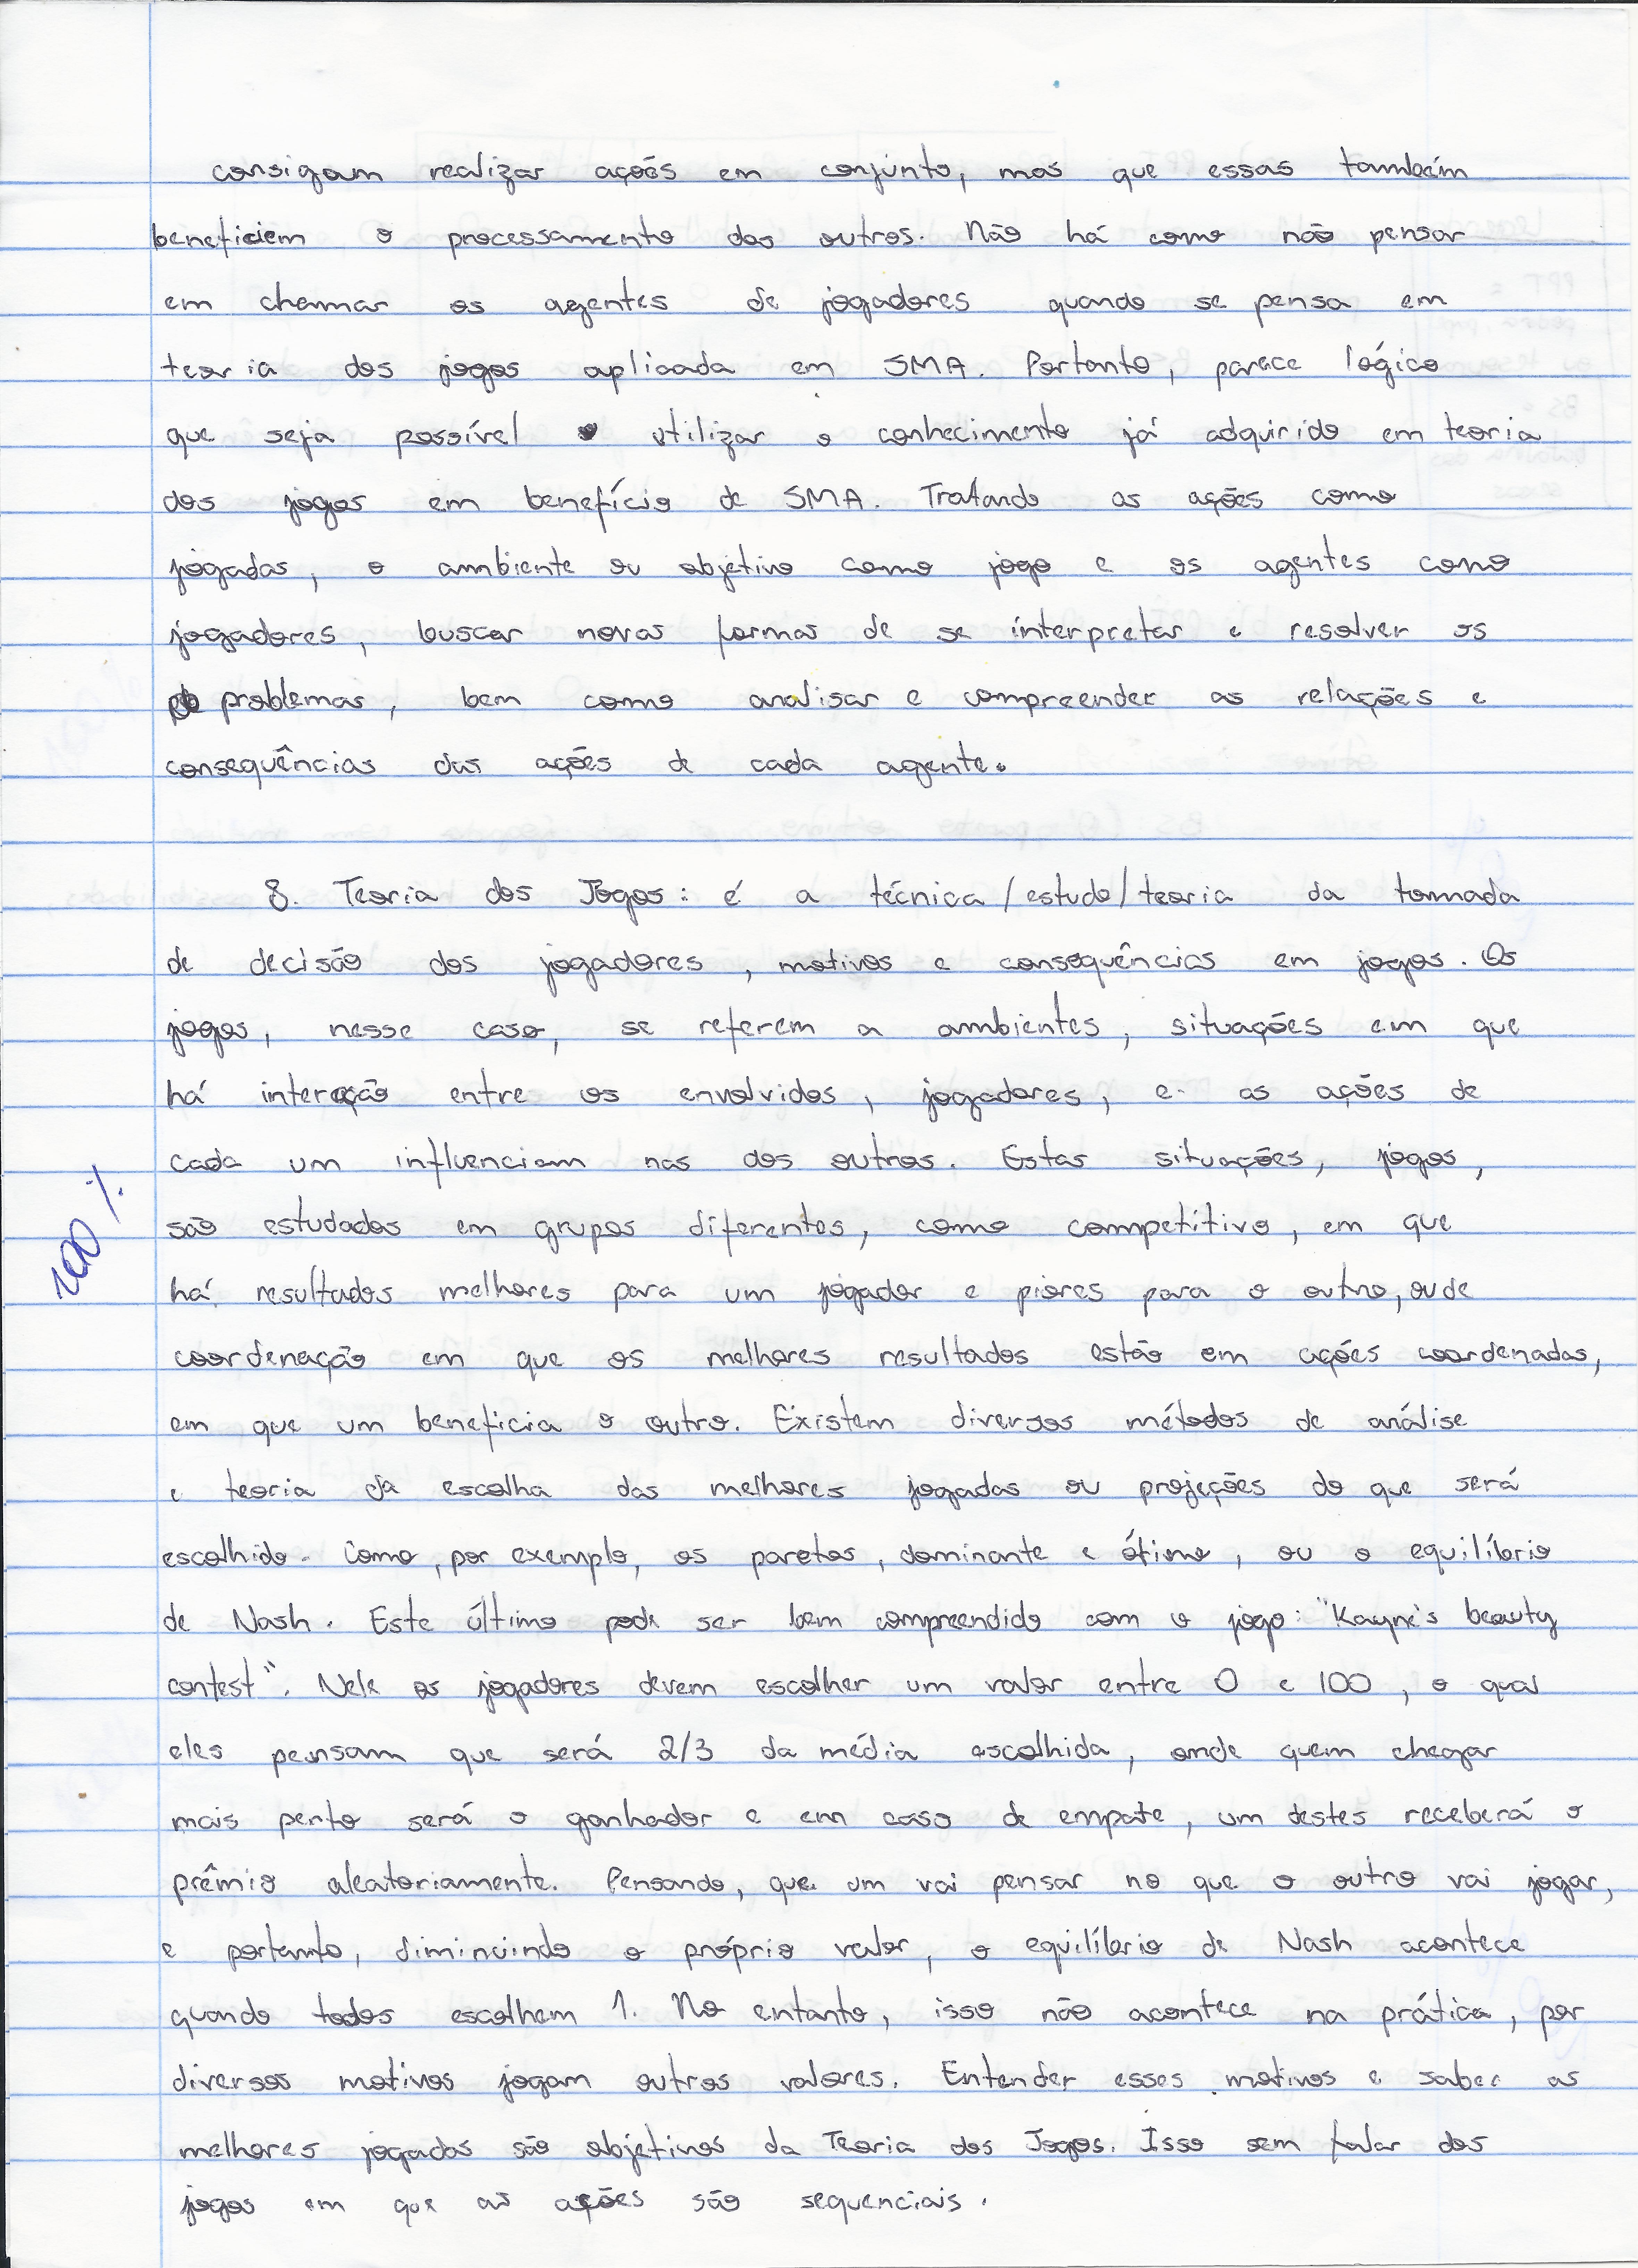 consigam realizar ações em conjunto, mas que essas também
beneficiem o processamento dos outros. Não há como não pensar
em chamar os agentes de jogadores quando se pensa em
teoria dos jogos aplicada em SMA. Portanto, parece lógico
que seja possível utilizar o conhecimento já adquirido em teoria
dos jogos em benefício de SMA. Tratando as ações como
jogadas, o ambiente ou objetivo como jogo e os agentes como
jogadores, buscar novas formas de se interpretar e resolver os
problemas, bem como analisar e compreender as relações e
consequências das ações de cada agente.
8. Teoria dos Jogos: é a técnica/estudo/teoria da tomada
de decisão dos jogadores, motivos e consequências em jogos. Os
jogos, nesse caso, se referem a ambientes, situações em que
há interação entre os envolvidos, jogadores, e as ações de
cada um influenciam nas dos outros. Estas situações, jogos,
são estudados em grupos diferentes, como competitivo, em que
100%
há resultados melhores para um jogador e piores para o outro, ou de
coordenação em que os melhores resultados estão em ações coordenadas,
em que um beneficia o outro. Existem diversos métodos de análise
e teoria da escolha das melhores jogadas ou projeções do que será
escolhido. Como, por exemplo, os paretos, dominante e ótimo, ou o equilíbrio
de Nash. Este último pode ser bem compreendido com o jogo: "Kayne's beauty
contest". Nele os jogadores devem escolher um valor entre 0 e 100, o qual
eles pensam que será 2/3 da média escolhida, onde quem chegar
mais perto será o ganhador e em caso de empate, um destes receberá o
prêmio aleatoriamente. Pensando, que um vai pensar no que o outro vai jogar,
e portanto, diminuindo o próprio valor, o equilíbrio de Nash acontece
quando todos escolhem 1. No entanto, isso não acontece na prática, por
diversos motivos jogam outros valores. Entender esses motivos e saber as
melhores jogadas são objetivos da Teoria dos Jogos. Isso sem falar dos
jogos em que as ações são sequenciais.